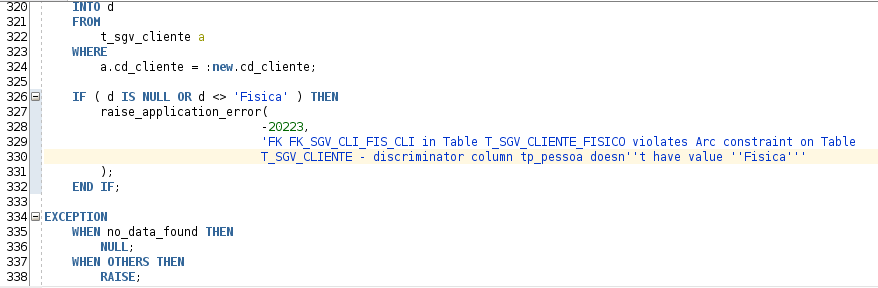 320 INTO d
321 FROM
322 t_sgv_cliente a
323 WHERE
324 a.cd_cliente = :new.cd_cliente;
325
326 IF ( d IS NULL OR d <> 'Fisica' ) THEN
327 raise_application_error(
328 -20223,
329 'FK FK_SGV_CLI_FIS_CLI in Table T_SGV_CLIENTE_FISICO violates Arc constraint on Table
330 T_SGV_CLIENTE - discriminator column tp_pessoa doesn''t have value ''Fisica'''
331 );
332 END IF;
333
334 EXCEPTION
335 WHEN no_data_found THEN
336 NULL;
337 WHEN OTHERS THEN
338 RAISE;